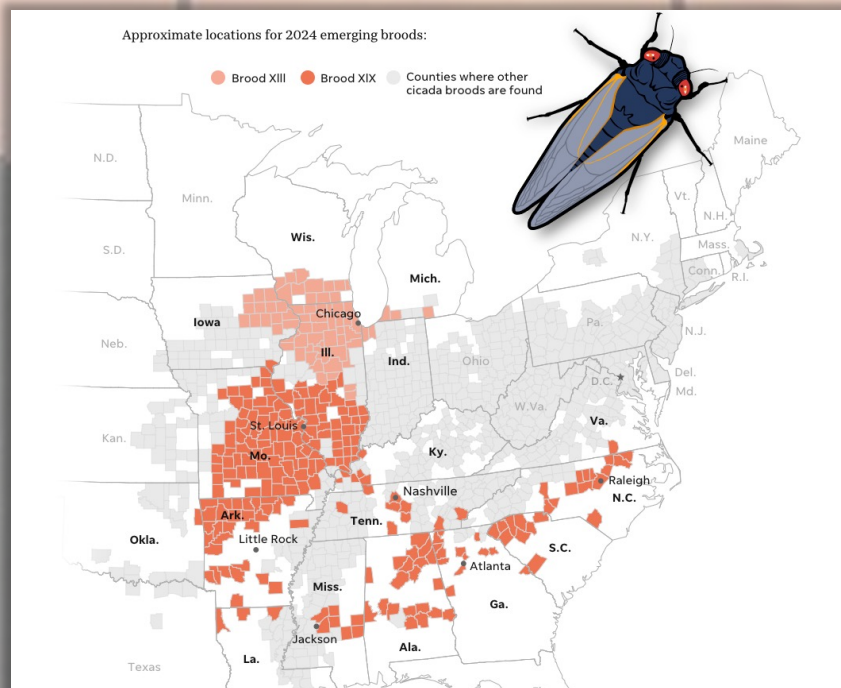 Approximate locations for 2024 emerging broods:
Brood XIII
Brood XIX
Counties where other
cicada broods are found
Maine
N.D.
Minn.
Vt.
N.H.
Wis.
N.Y.
Mass.
S.D.
Mich.
Conn.
R.I.
Chicago
Iowa
Pa.
N.J.
Neb.
Ill.
Ind.
Ohio
Del.
D.C.
Md.
W.Va.
St. Louis
Va.
Kan.
Mo.
Ky.
Raleigh
Nashville
N.C.
Ark.
Tenn.
Okla.
Little Rock
S.C.
Atlanta
Miss.
Ga.
Jackson
Ala.
La.
Texas